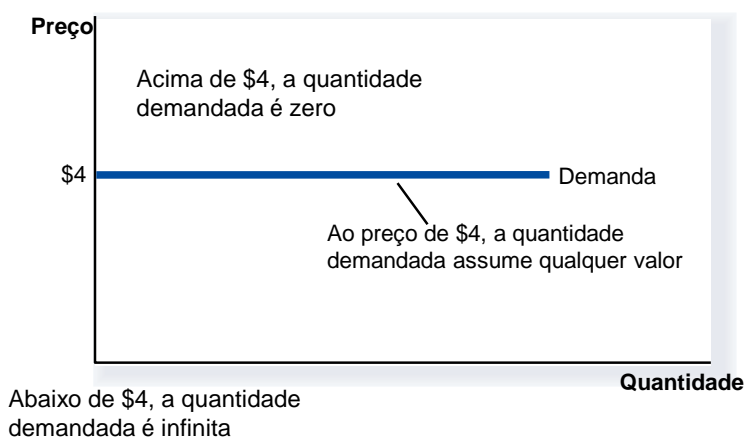 Preço
Acima de $4, a quantidade
demandada é zero
$4
Demanda
Ao preço de $4, a quantidade
demandada assume qualquer valor
Quantidade
Abaixo de $4, a quantidade
demandada é infinita